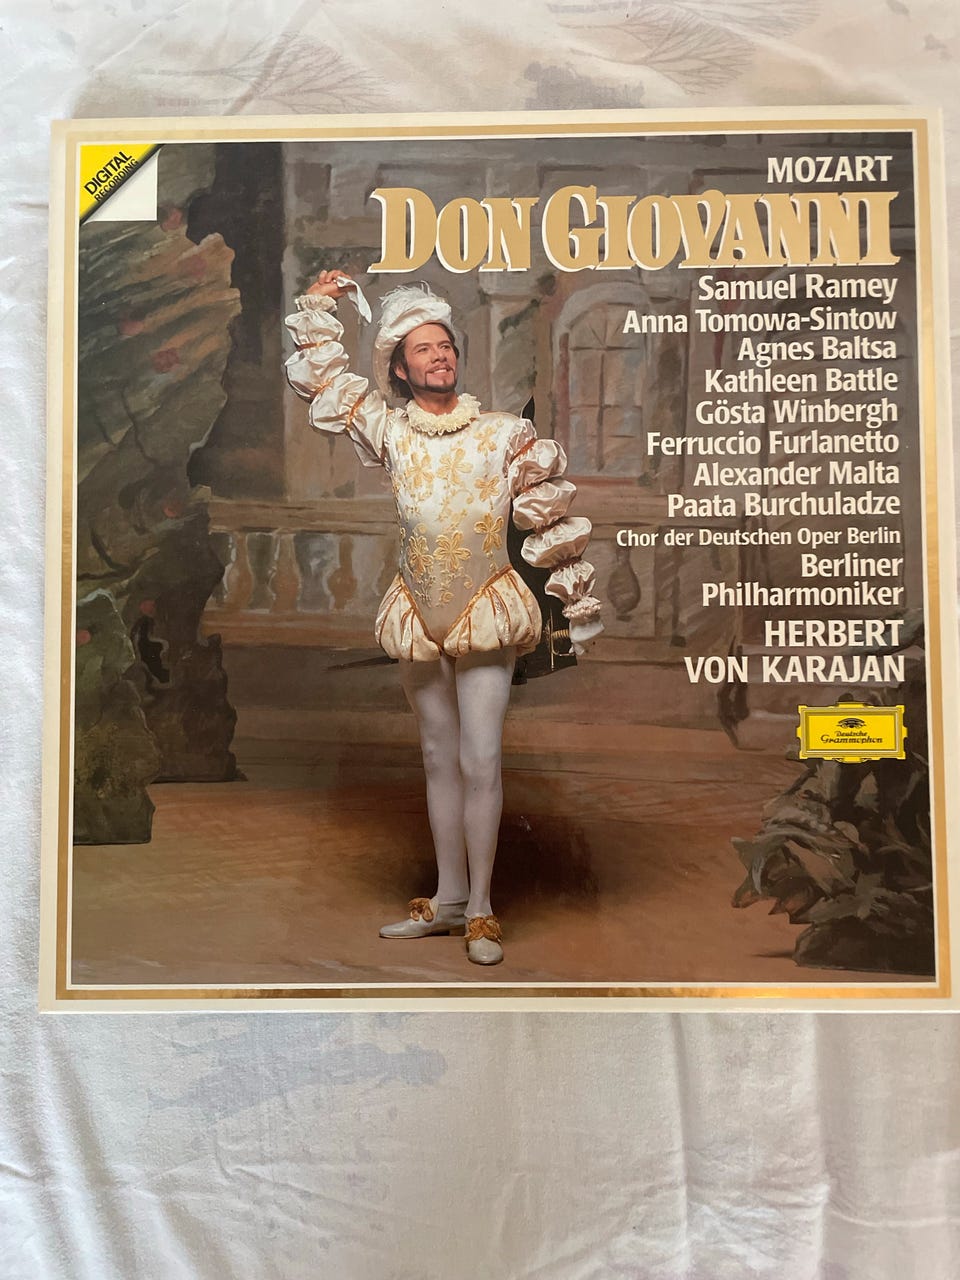 DIGITAL
RECORDING
MOZART
DON GIOVANNI
Samuel Ramey
Anna Tomowa-Sintow
Agnes Baltsa
Kathleen Battle
Gösta Winbergh
Ferruccio Furlanetto
Alexander Malta
Paata Burchuladze
Chor der Deutschen Oper Berlin
Berliner
Philharmoniker
HERBERT
VON KARAJAN
Deutsche
Grammophon